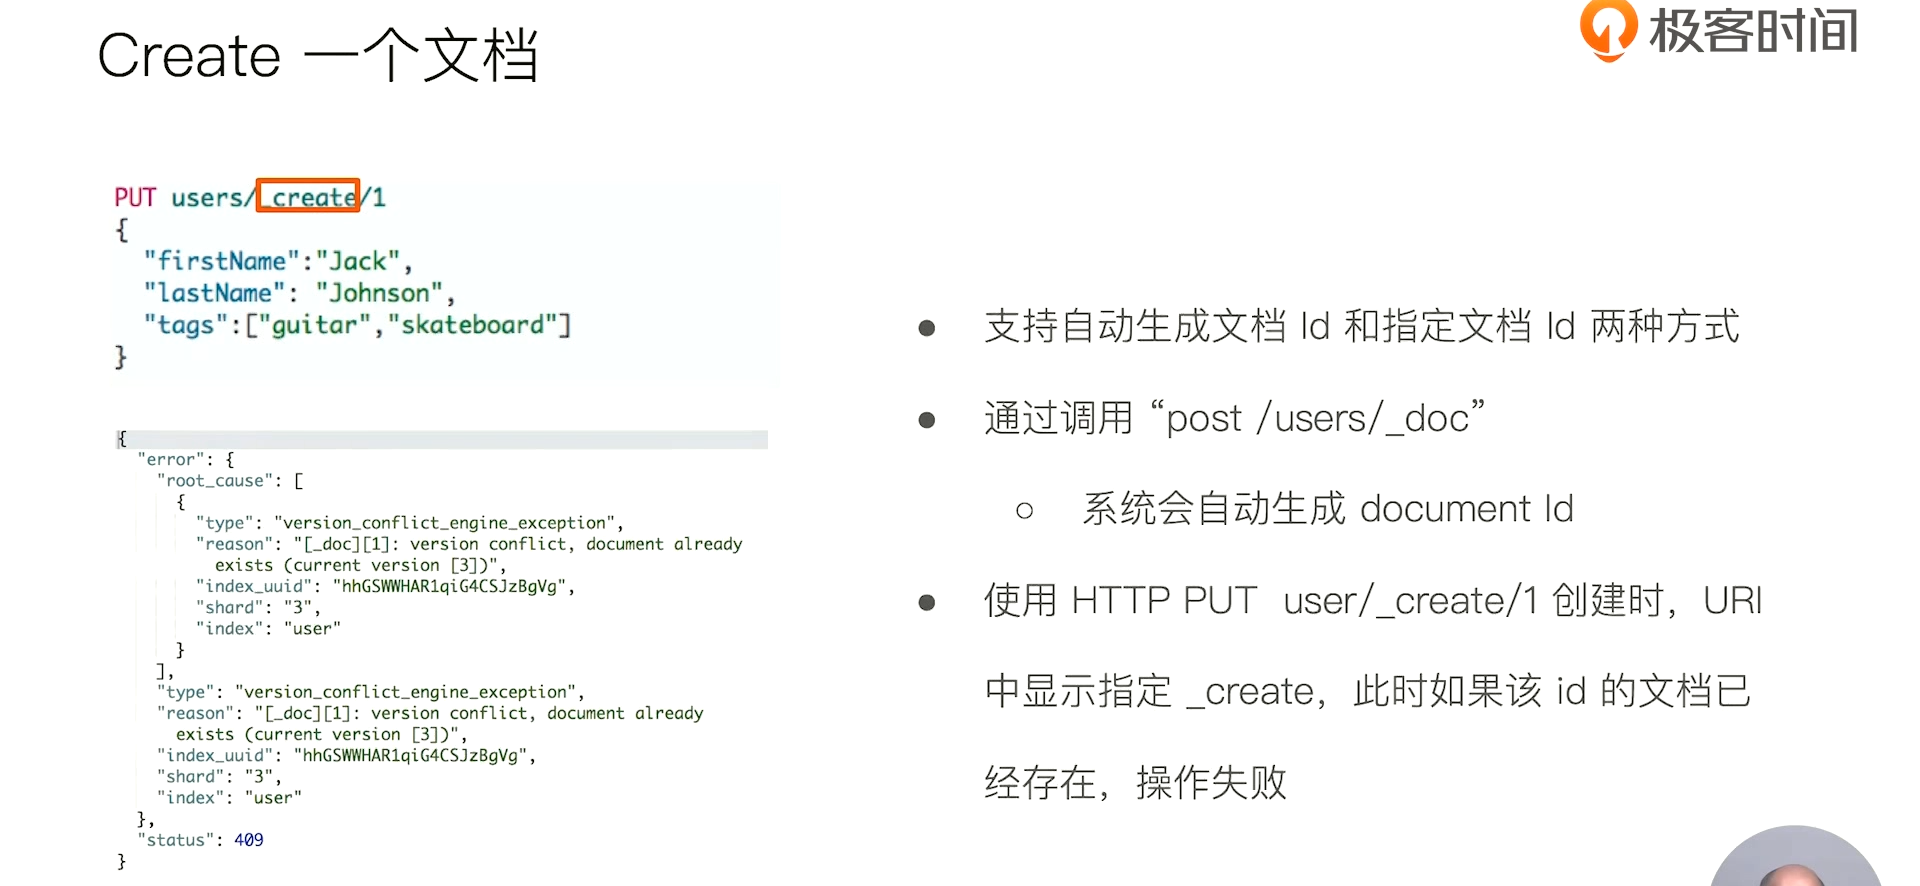 Create 一个文档
极客时间
PUT users/_create/1
{
"firstName":"Jack",
"lastName": "Johnson",
"tags":["guitar","skateboard"]
}
{
"error": {
"root_cause": [
{
"type": "version_conflict_engine_exception",
"reason": "[_doc][1]: version conflict, document already
exists (current version [3])",
"index_uuid": "hhGSWWHAR1qiG4CSJzBgVg",
"shard": "3",
"index": "user"
}
],
"type": "version_conflict_engine_exception",
"reason": "[_doc][1]: version conflict, document already
exists (current version [3])",
"index_uuid": "hhGSWWHAR1qiG4CSJzBgVg",
"shard": "3",
"index": "user"
},
"status": 409
}
● 支持自动生成文档 Id 和指定文档 Id 两种方式
● 通过调用 “post /users/_doc”
○ 系统会自动生成 document Id
● 使用 HTTP PUT user/_create/1 创建时，URI
中显示指定 _create，此时如果该 id 的文档已
经存在，操作失败